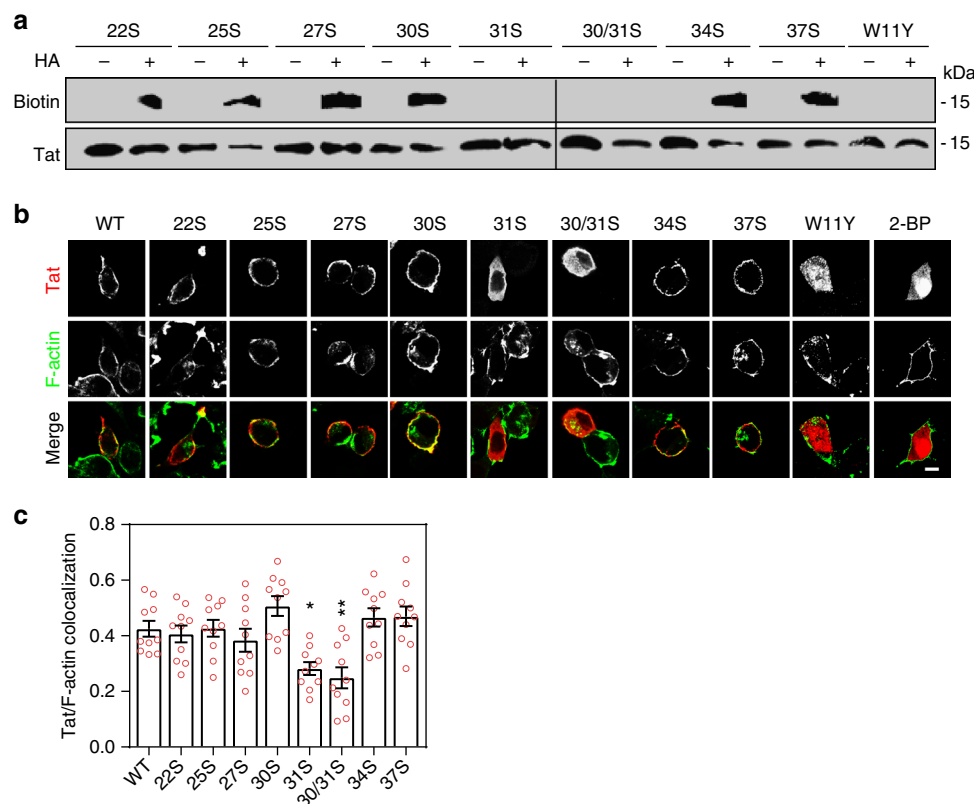 a
22S 25S 27S 30S 31S 30/31S 34S 37S W11Y
HA – + – + – + – + – + – + – + – + – + kDa
Biotin - 15
Tat - 15
b
WT 22S 25S 27S 30S 31S 30/31S 34S 37S W11Y 2-BP
Tat
F-actin
Merge
c
Tat/F-actin colocalization
0.8
0.6
0.4
0.2
0.0
* **
WT 22S 25S 27S 30S 31S 30/31S 34S 37S